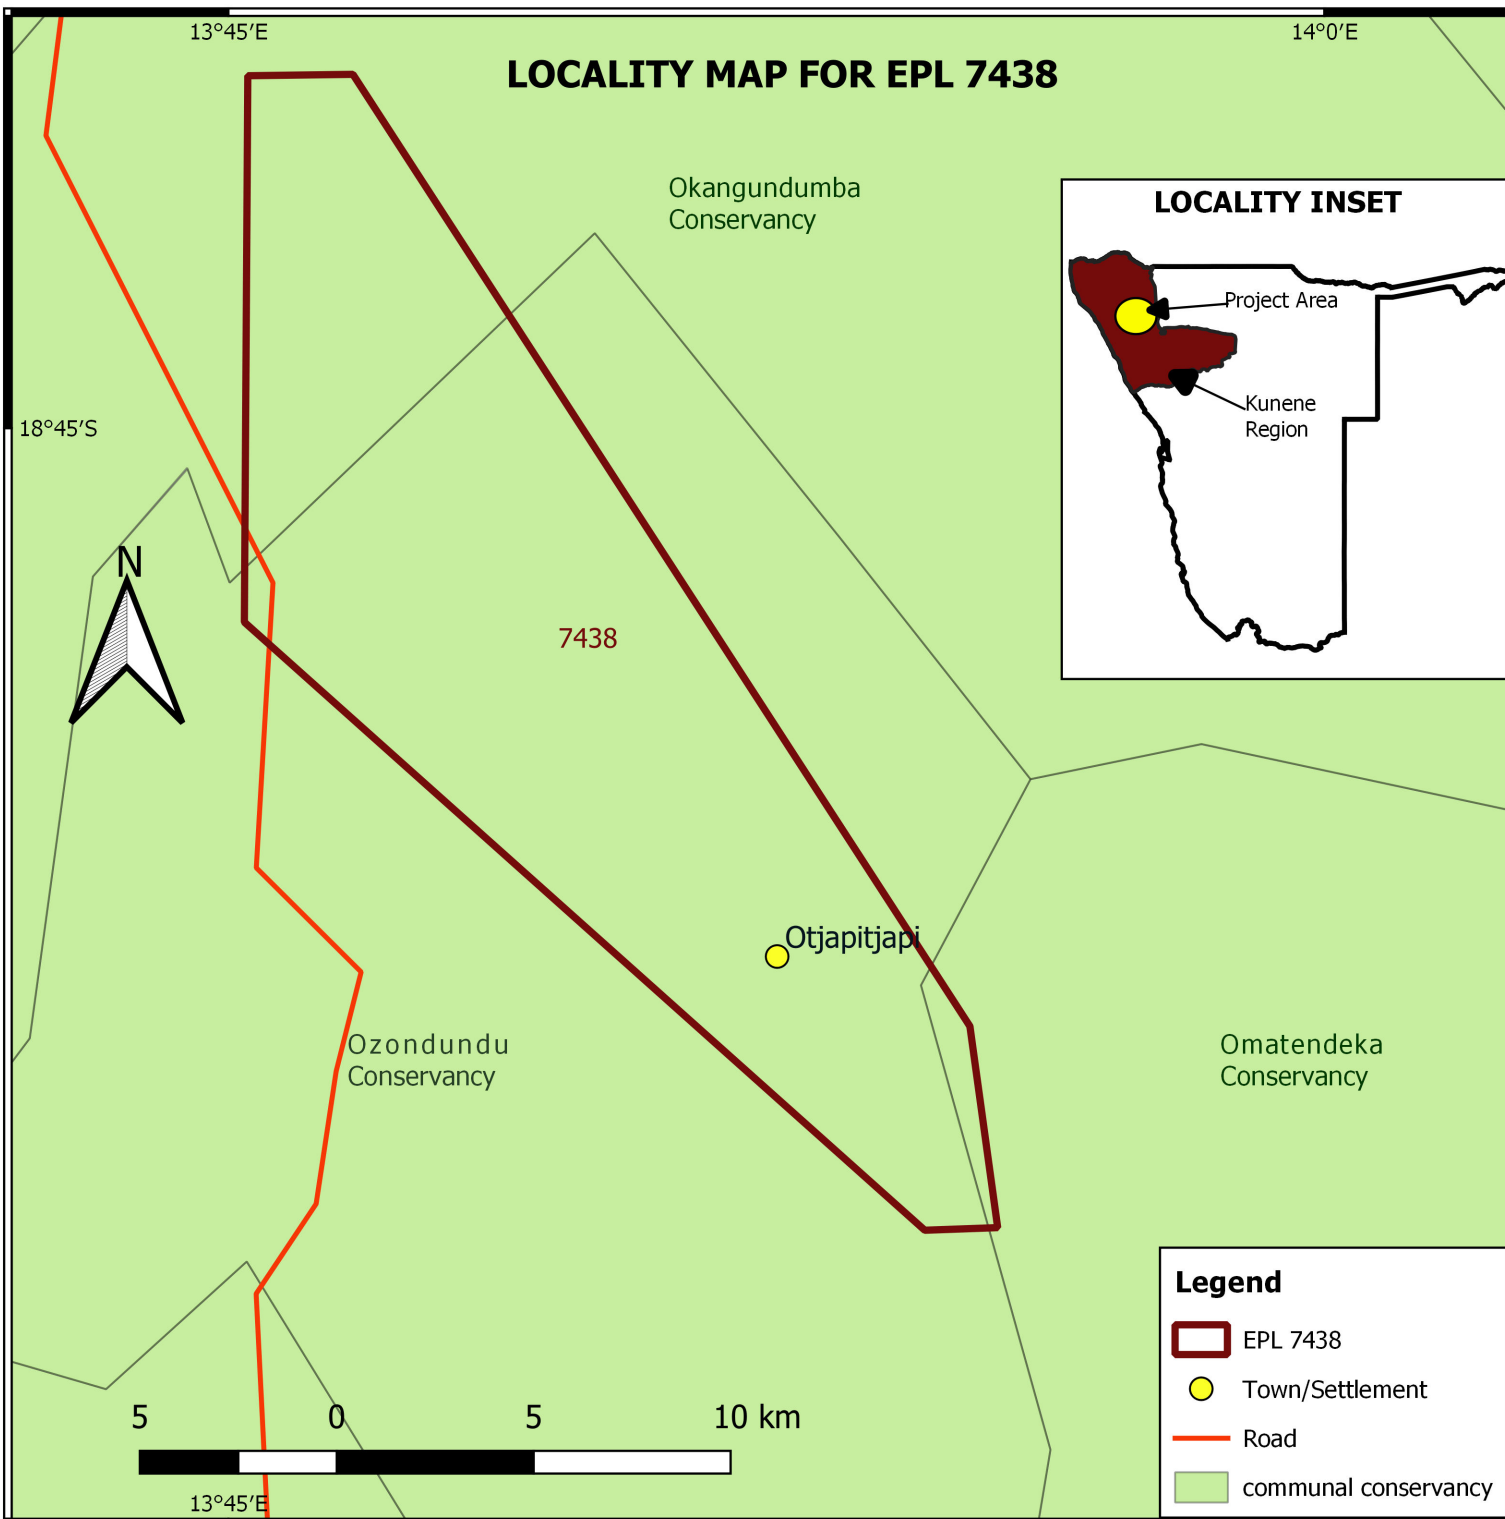 13°45'E
14°0'E
LOCALITY MAP FOR EPL 7438
Okangundumba
Conservancy
LOCALITY INSET
Project Area
Kunene
Region
18°45'S
N
7438
Otjapitjapi
Ozondundu
Conservancy
Omatendeka
Conservancy
Legend
EPL 7438
Town/Settlement
Road
communal conservancy
5 0 5 10 km
13°45'E